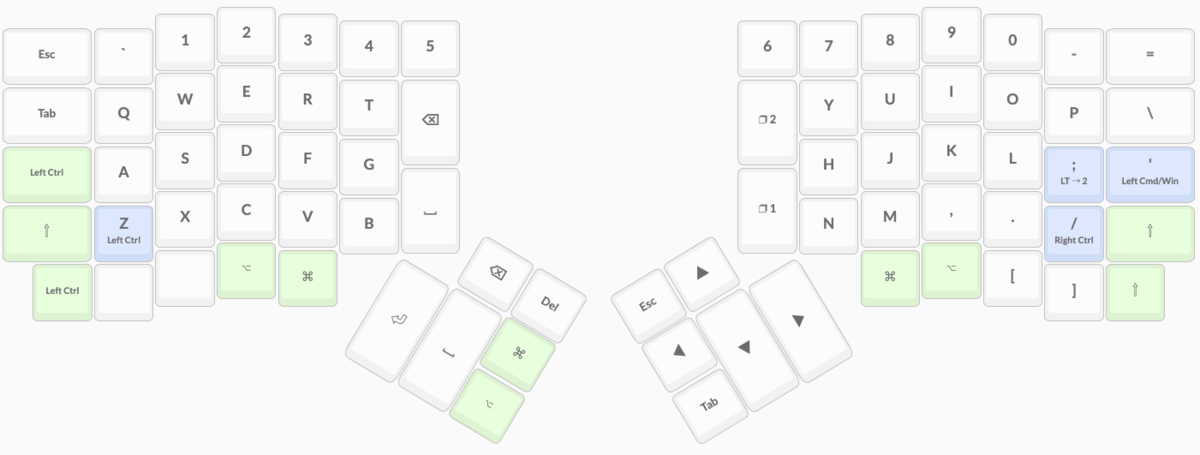 Esc ` 1 2 3 4 5
6 7 8 9 0 - =
Tab Q W E R T ⌫
❐ 2 Y U I O P \
Left Ctrl A S D F G
H J K L ; '
LT → 2 Left Cmd/Win
⇧ Z X C V B ⎵
Left Ctrl
❐ 1 N M , . / ⇧
Right Ctrl
Left Ctrl ⌥ ⌘
⌘ ⌥ [ ] ⇧
⌫ Del
⏎ ⎵ ⌘
⌥
Esc ▶
▲ ◀ ▼
Tab